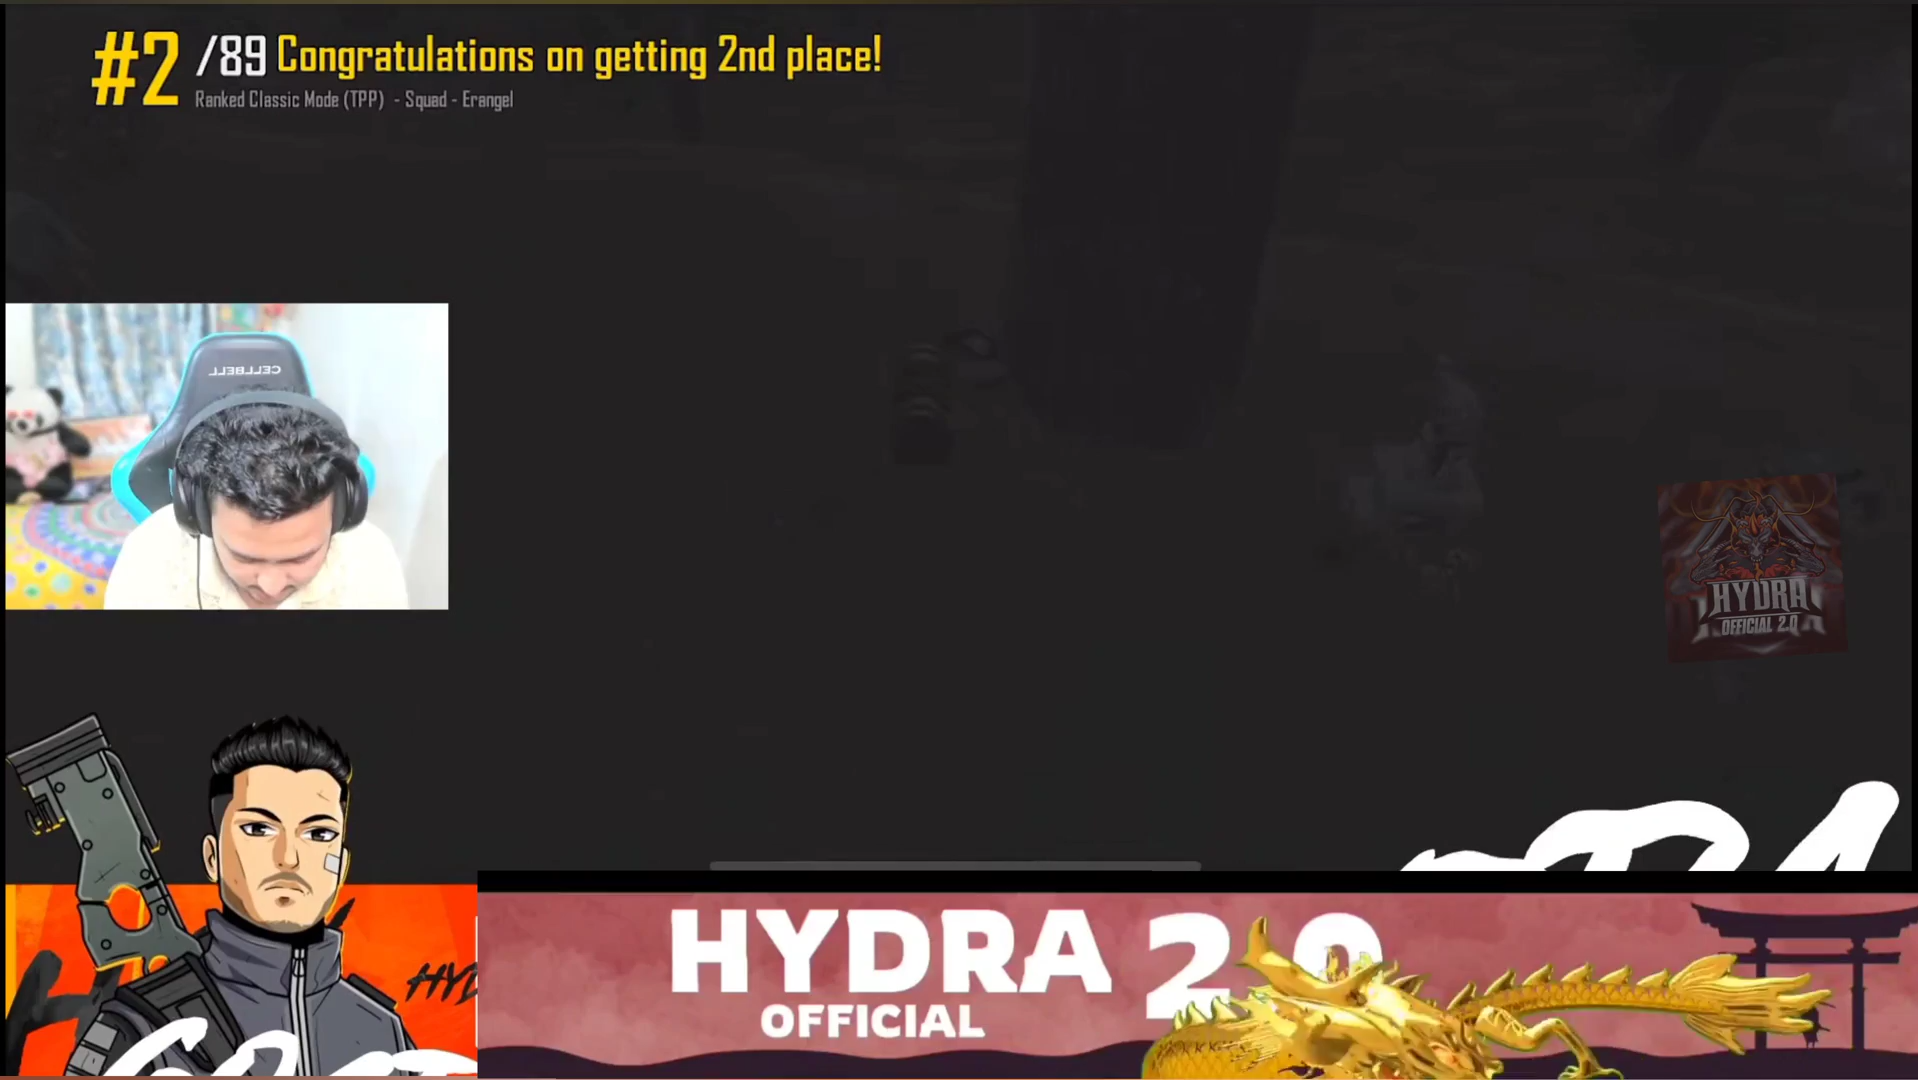 #2 /89 Congratulations on getting 2nd place!
Ranked Classic Mode (TPP) - Squad - Erangel
CELLBELL
HYDRA
OFFICIAL 2.0
HYDRA 2.0
OFFICIAL